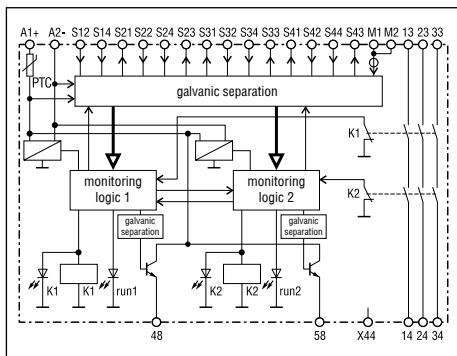 A1+ A2- S12 S14 S21 S22 S24 S23 S31 S32 S34 S33 S41 S42 S44 S43 M1 M2 13 23 33
PTC
galvanic separation
K1
monitoring logic 1
monitoring logic 2
K2
galvanic separation
galvanic separation
K1 K1 run1 K2 K2 run2
48 58 X44 14 24 34